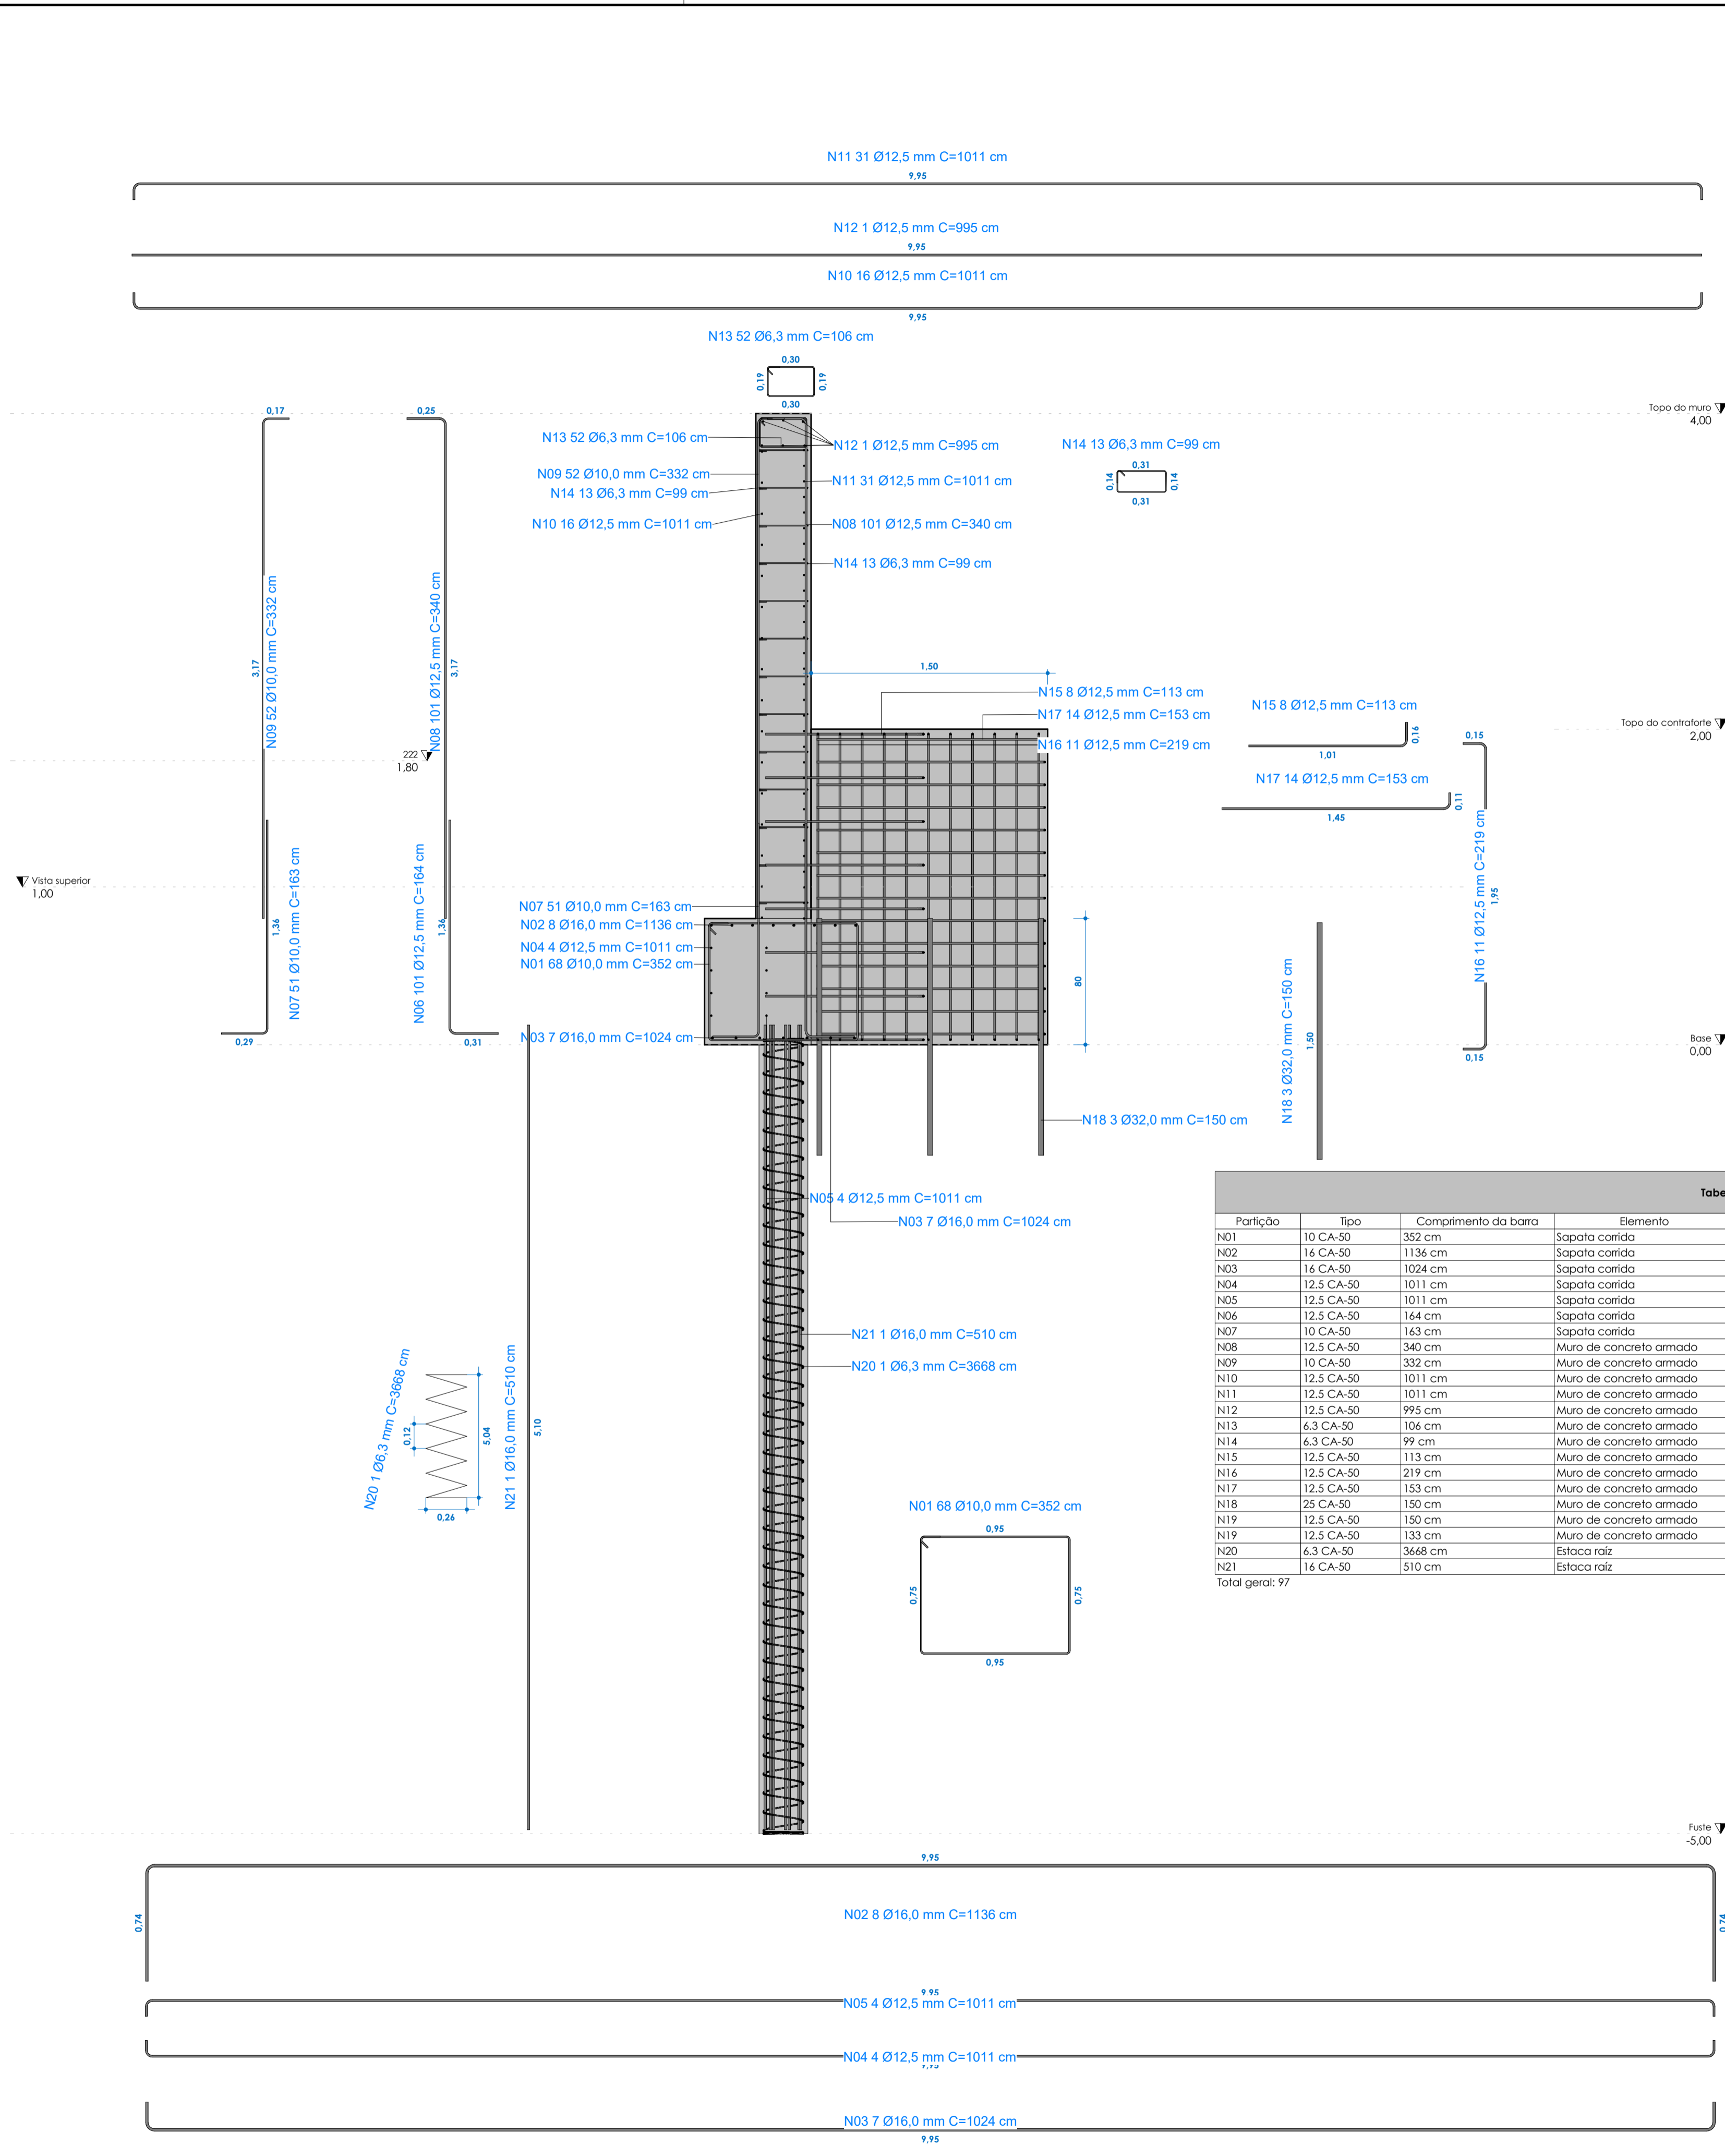 N11 31 Ø12,5 mm C=1011 cm
9,95
N12 1 Ø12,5 mm C=995 cm
9,95
N10 16 Ø12,5 mm C=1011 cm
9,95
N13 52 Ø6,3 mm C=106 cm
0,30
0,19
0,19
0,30
0,17
0,25
Topo do muro
4,00
N13 52 Ø6,3 mm C=106 cm
N12 1 Ø12,5 mm C=995 cm
N14 13 Ø6,3 mm C=99 cm
0,31
0,14
0,14
0,31
N09 52 Ø10,0 mm C=332 cm
N11 31 Ø12,5 mm C=1011 cm
N14 13 Ø6,3 mm C=99 cm
N10 16 Ø12,5 mm C=1011 cm
N08 101 Ø12,5 mm C=340 cm
N14 13 Ø6,3 mm C=99 cm
3,17
N09 52 Ø10,0 mm C=332 cm
N08 101 Ø12,5 mm C=340 cm
3,17
1,50
N15 8 Ø12,5 mm C=113 cm
N17 14 Ø12,5 mm C=153 cm
N16 11 Ø12,5 mm C=219 cm
N15 8 Ø12,5 mm C=113 cm
0,16
1,01
Topo do contraforte
2,00
0,15
222
1,80
N17 14 Ø12,5 mm C=153 cm
0,11
1,45
N16 11 Ø12,5 mm C=219 cm
1,95
0,15
Vista superior
1,00
1,36
N07 51 Ø10,0 mm C=163 cm
N06 101 Ø12,5 mm C=164 cm
1,36
0,29
0,31
N07 51 Ø10,0 mm C=163 cm
N02 8 Ø16,0 mm C=1136 cm
N04 4 Ø12,5 mm C=1011 cm
N01 68 Ø10,0 mm C=352 cm
N03 7 Ø16,0 mm C=1024 cm
80
N18 3 Ø32,0 mm C=150 cm
1,50
Base
0,00
N18 3 Ø32,0 mm C=150 cm
N05 4 Ø12,5 mm C=1011 cm
N03 7 Ø16,0 mm C=1024 cm
Tabe
Partição Tipo Comprimento da barra Elemento
N01 10 CA-50 352 cm Sapata corrida
N02 16 CA-50 1136 cm Sapata corrida
N03 16 CA-50 1024 cm Sapata corrida
N04 12.5 CA-50 1011 cm Sapata corrida
N05 12.5 CA-50 1011 cm Sapata corrida
N06 12.5 CA-50 164 cm Sapata corrida
N07 10 CA-50 163 cm Sapata corrida
N08 12.5 CA-50 340 cm Muro de concreto armado
N09 10 CA-50 332 cm Muro de concreto armado
N10 12.5 CA-50 1011 cm Muro de concreto armado
N11 12.5 CA-50 1011 cm Muro de concreto armado
N12 12.5 CA-50 995 cm Muro de concreto armado
N13 6.3 CA-50 106 cm Muro de concreto armado
N14 6.3 CA-50 99 cm Muro de concreto armado
N15 12.5 CA-50 113 cm Muro de concreto armado
N16 12.5 CA-50 219 cm Muro de concreto armado
N17 12.5 CA-50 153 cm Muro de concreto armado
N18 25 CA-50 150 cm Muro de concreto armado
N19 12.5 CA-50 150 cm Muro de concreto armado
N19 12.5 CA-50 133 cm Muro de concreto armado
N20 6.3 CA-50 3668 cm Estaca raíz
N21 16 CA-50 510 cm Estaca raíz
Total geral: 97
N21 1 Ø16,0 mm C=510 cm
N20 1 Ø6,3 mm C=3668 cm
N20 1 Ø6,3 mm C=3668 cm
0,12
5,04
0,26
N21 1 Ø16,0 mm C=510 cm
5,10
N01 68 Ø10,0 mm C=352 cm
0,95
0,75
0,75
0,95
Fuste
-5,00
9,95
0,74
N02 8 Ø16,0 mm C=1136 cm
0,74
9,95
N05 4 Ø12,5 mm C=1011 cm
N04 4 Ø12,5 mm C=1011 cm
N03 7 Ø16,0 mm C=1024 cm
9,95